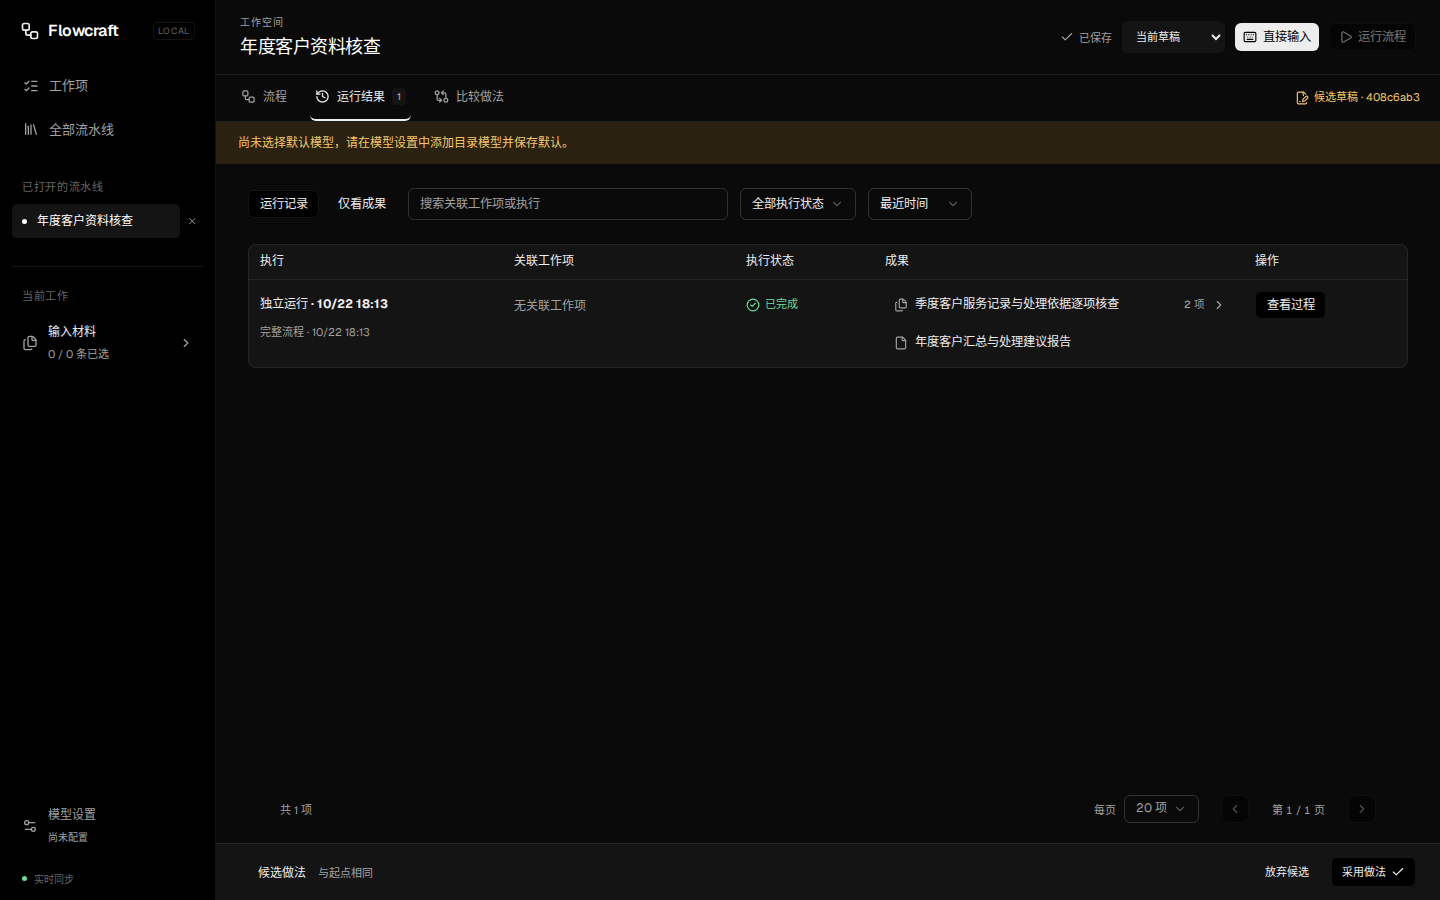 Flowcraft
LOCAL
工作项
全部流水线
已打开的流水线
年度客户资料核查
当前工作
输入材料
0 / 0 条已选
模型设置
尚未配置
实时同步
工作空间
年度客户资料核查
已保存
当前草稿
直接输入
运行流程
流程
运行结果 1
比较做法
候选草稿 · 408c6ab3
尚未选择默认模型，请在模型设置中添加目录模型并保存默认。
运行记录
仅看成果
搜索关联工作项或执行
全部执行状态
最近时间
执行 关联工作项 执行状态 成果 操作
独立运行 · 10/22 18:13
完整流程 · 10/22 18:13
无关联工作项
已完成
季度客户服务记录与处理依据逐项核查 2 项
年度客户汇总与处理建议报告
查看过程
共 1 项
每页 20 项
第 1 / 1 页
候选做法 与起点相同
放弃候选
采用做法